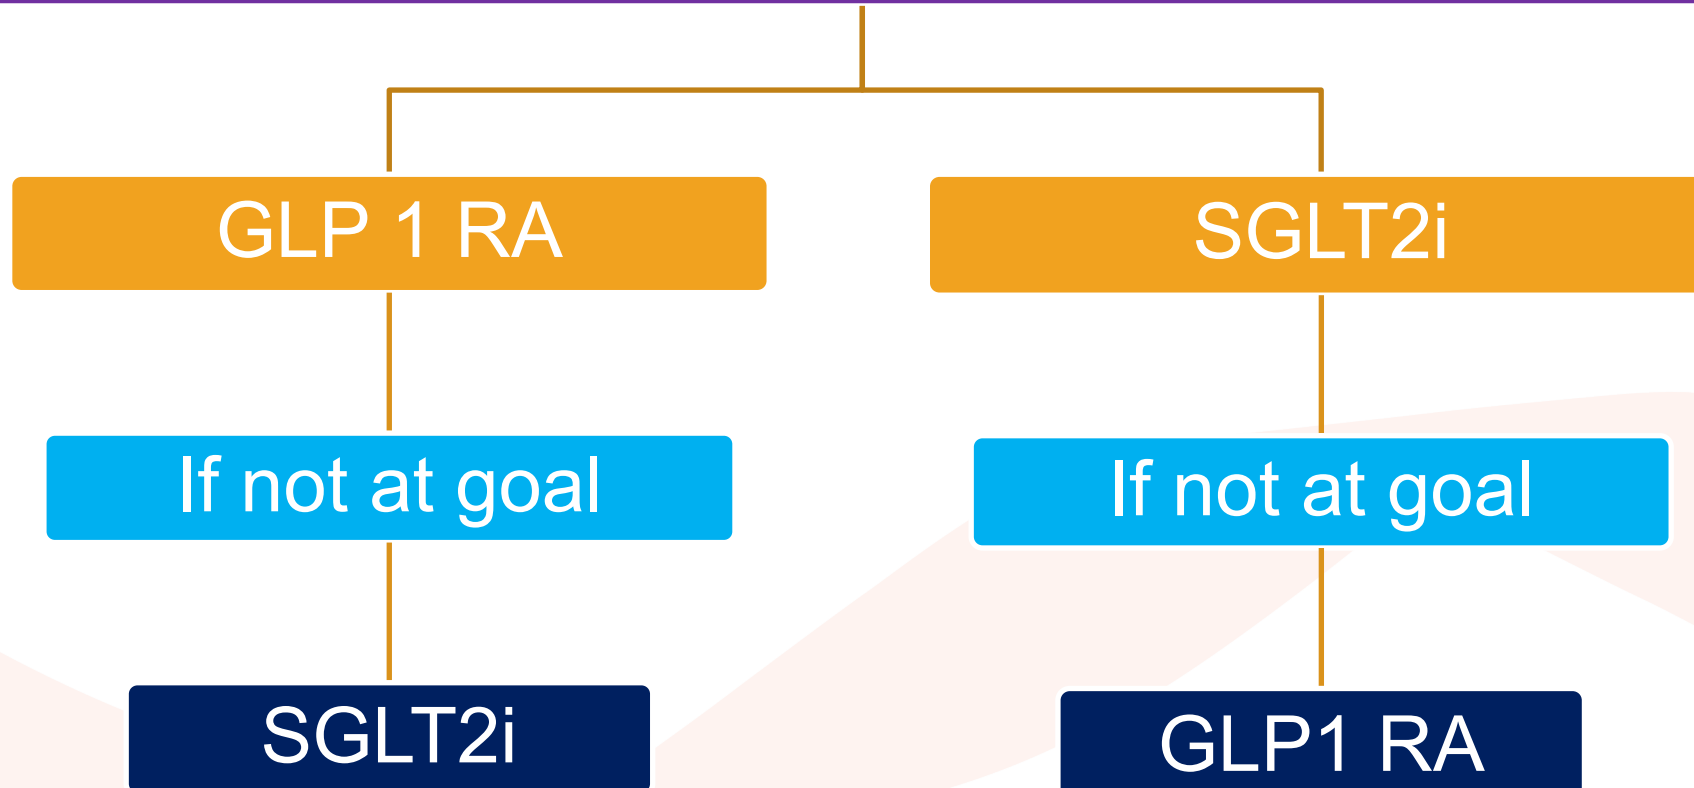 GLP 1 RA
SGLT2i
If not at goal
If not at goal
SGLT2i
GLP1 RA